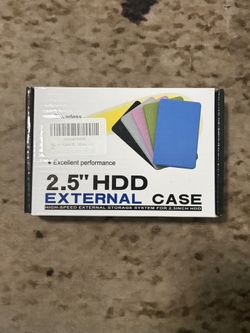 ★ Excellent performance
2.5" HDD
EXTERNAL CASE
HIGH-SPEED EXTERNAL STORAGE SYSTEM FOR 2.5INCH HDD